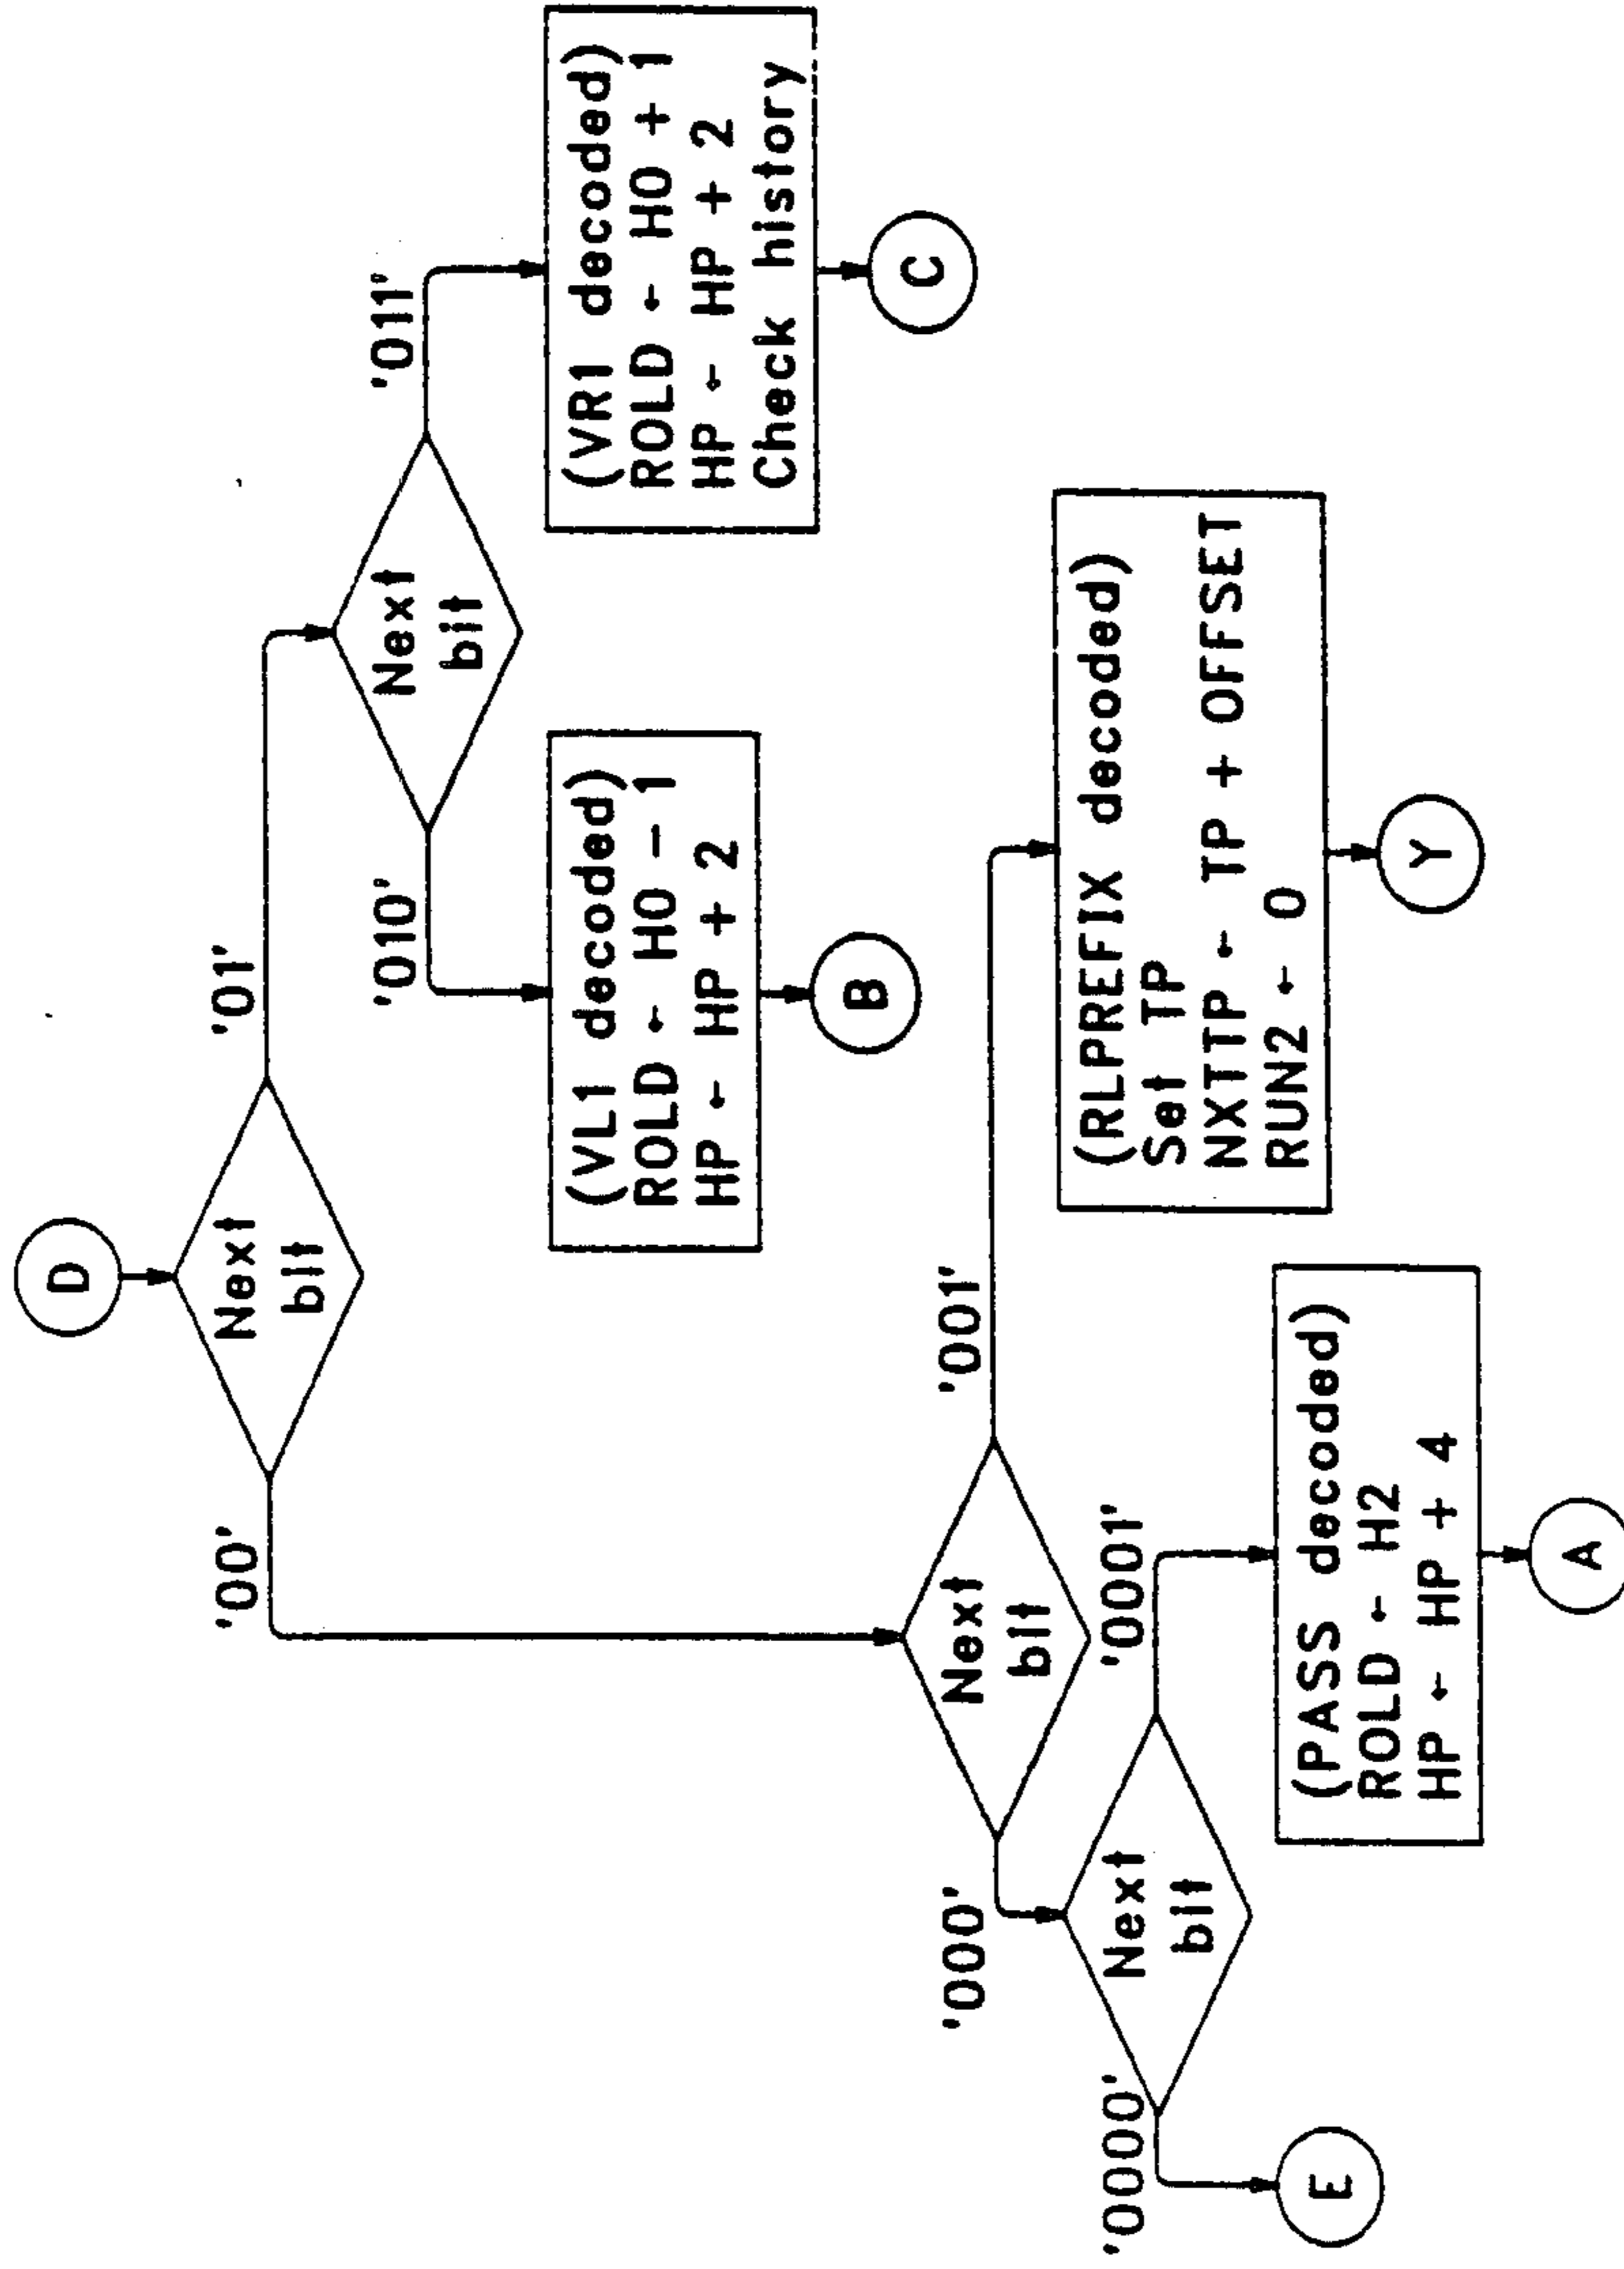 D
Next
bit
'00'
'01'
Next
bit
'010'
'011'
(VL1 decoded)
ROLD ← HO - 1
HP ← HP + 2
B
(VR1 decoded)
ROLD ← HO + 1
HP ← HP + 2
Check history
C
Next
bit
'000'
'001'
(RLPREFIX decoded)
Set TP
NXTTP ← TP + OFFSET
RUN2 ← 0
Y
Next
bit
'0000'
'0001'
E
(PASS decoded)
ROLD ← H2
HP ← HP + 4
A